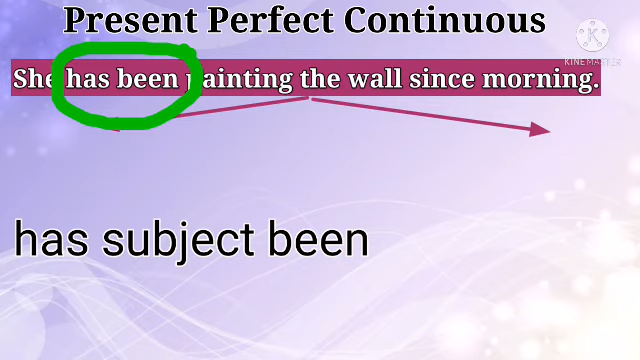 Present Perfect Continuous
K
KINEMASTER
She has been painting the wall since morning.
has subject been